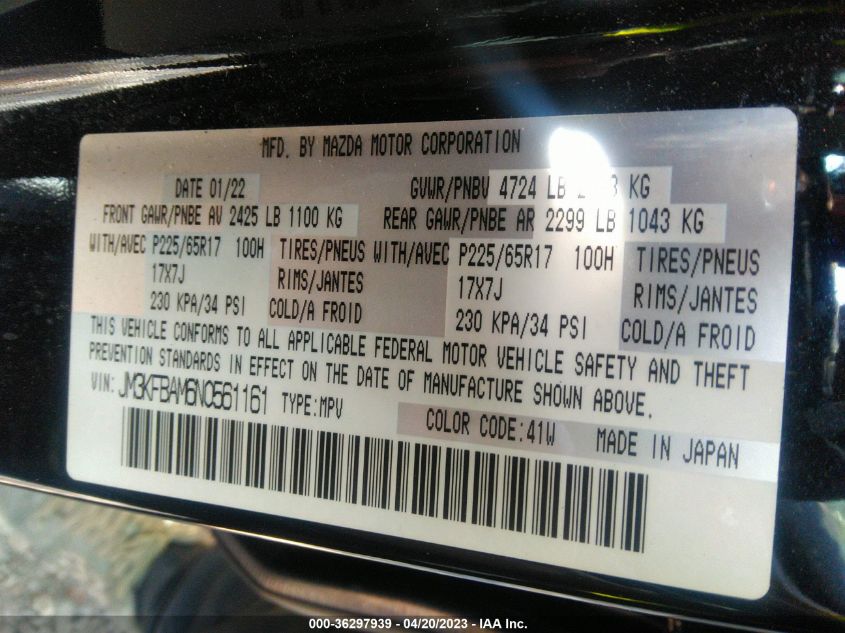 MFD. BY MAZDA MOTOR CORPORATION
DATE 01/22 GVWR/PNBV 4724 LB KG
FRONT GAWR/PNBE AV 2425 LB 1100 KG REAR GAWR/PNBE AR 2299 LB 1043 KG
WITH/AVEC P225/65R17 100H TIRES/PNEUS WITH/AVEC P225/65R17 100H TIRES/PNEUS
17X7J RIMS/JANTES 17X7J RIMS/JANTES
230 KPA/34 PSI COLD/A FROID 230 KPA/34 PSI COLD/A FROID
THIS VEHICLE CONFORMS TO ALL APPLICABLE FEDERAL MOTOR VEHICLE SAFETY AND THEFT
PREVENTION STANDARDS IN EFFECT ON THE DATE OF MANUFACTURE SHOWN ABOVE.
VIN: JM3KFBAM6N0561161 TYPE:MPV
COLOR CODE:41W MADE IN JAPAN
000-36297939 - 04/20/2023 - IAA Inc.